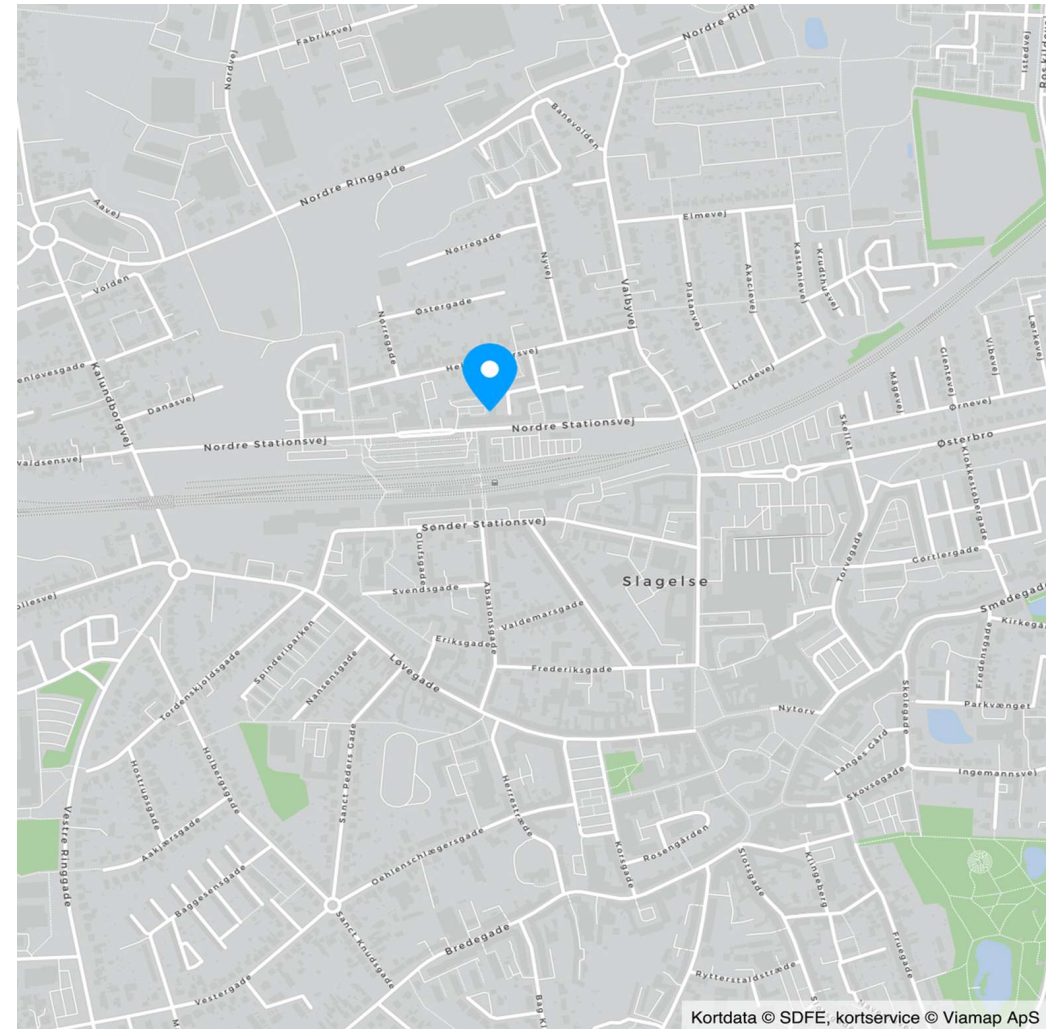 Nordre Ride
Fabriksvej
Nordvej
Istedvej
Banevolden
Nordre Ringgade
Aavej
Elmevej
Nørregade
Nyvej
Valbyvej
Platanvej
Akacievej
Kastanievej
Krudthusvej
Volden
Østergade
Nørregade
Kalundborgvej
Danasvej
Lindevej
Mågevej
Glentevej
Vibevej
Lærkevej
Ørnevej
Nordre Stationsvej
Nordre Stationsvej
Skellet
Østerbro
Klokkestøbergade
Sønder Stationsvej
Olufsgade
Slagelse
Torvegade
Gørtlergade
Svendsgade
Absalonsgade
Valdemarsgade
Smedegade
Eriksgade
Spinderiparken
Nansensgade
Løvegade
Frederiksgade
Fredensgade
Tordenskjoldsgade
Skolegade
Parkvænget
Nytorv
Holbergsgade
Sanct Peders Gade
Langes Gård
Ingemannsvej
Hostrupsgade
Herrestræde
Skovsøgade
Vestre Ringgade
Aakjærsgade
Oehlenschlægersgade
Korsgade
Rosengården
Slotsgade
Klingeberg
Baggesensgade
Sanct Knudsgade
Bredegade
Fruegade
Rytterstaldstræde
Vestergade
Kortdata © SDFE, kortservice © Viamap ApS